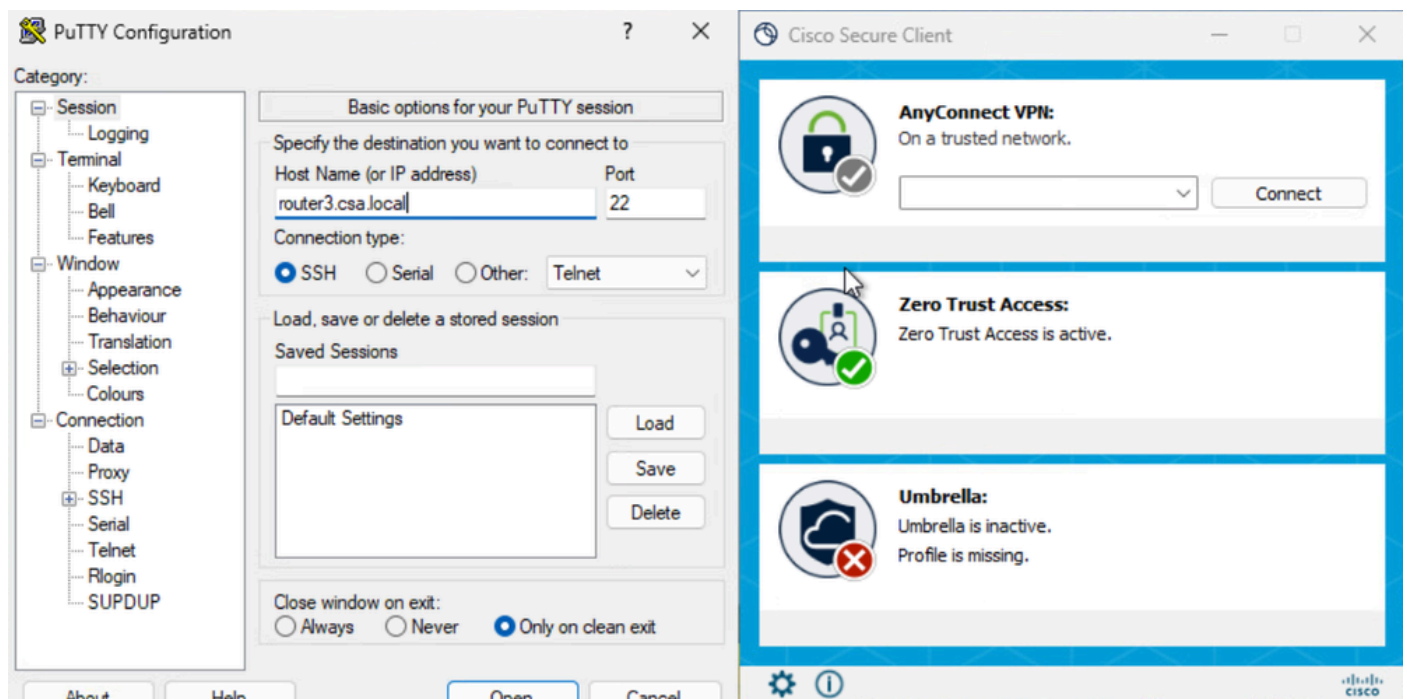 PuTTY Configuration
?
Category:
Session
Logging
Terminal
Keyboard
Bell
Features
Window
Appearance
Behaviour
Translation
Selection
Colours
Connection
Data
Proxy
SSH
Serial
Telnet
Rlogin
SUPDUP
Basic options for your PuTTY session
Specify the destination you want to connect to
Host Name (or IP address) Port
router3.csa.local 22
Connection type:
SSH Serial Other: Telnet
Load, save or delete a stored session
Saved Sessions
Default Settings
Load
Save
Delete
Close window on exit:
Always Never Only on clean exit
About Help Open Cancel
Cisco Secure Client
AnyConnect VPN:
On a trusted network.
Connect
Zero Trust Access:
Zero Trust Access is active.
Umbrella:
Umbrella is inactive.
Profile is missing.
cisco